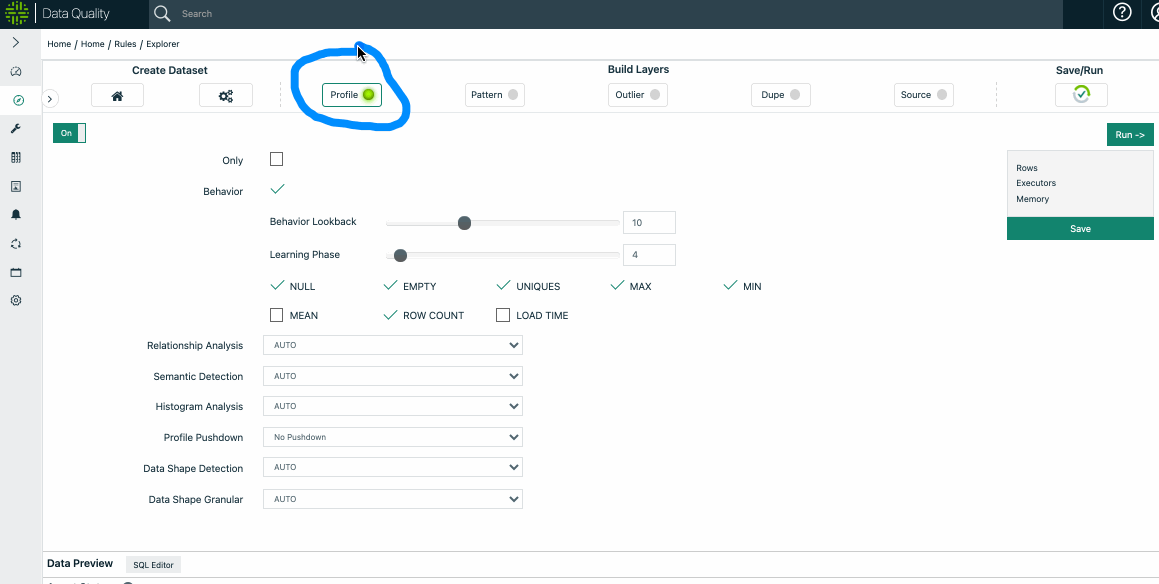 Data Quality
Search
Home / Home / Rules / Explorer
Create Dataset
Build Layers
Save/Run
Profile
Pattern
Outlier
Dupe
Source
On
Run ->
Only
Rows
Executors
Memory
Save
Behavior
Behavior Lookback 10
Learning Phase 4
NULL EMPTY UNIQUES MAX MIN
MEAN ROW COUNT LOAD TIME
Relationship Analysis AUTO
Semantic Detection AUTO
Histogram Analysis AUTO
Profile Pushdown No Pushdown
Data Shape Detection AUTO
Data Shape Granular AUTO
Data Preview SQL Editor